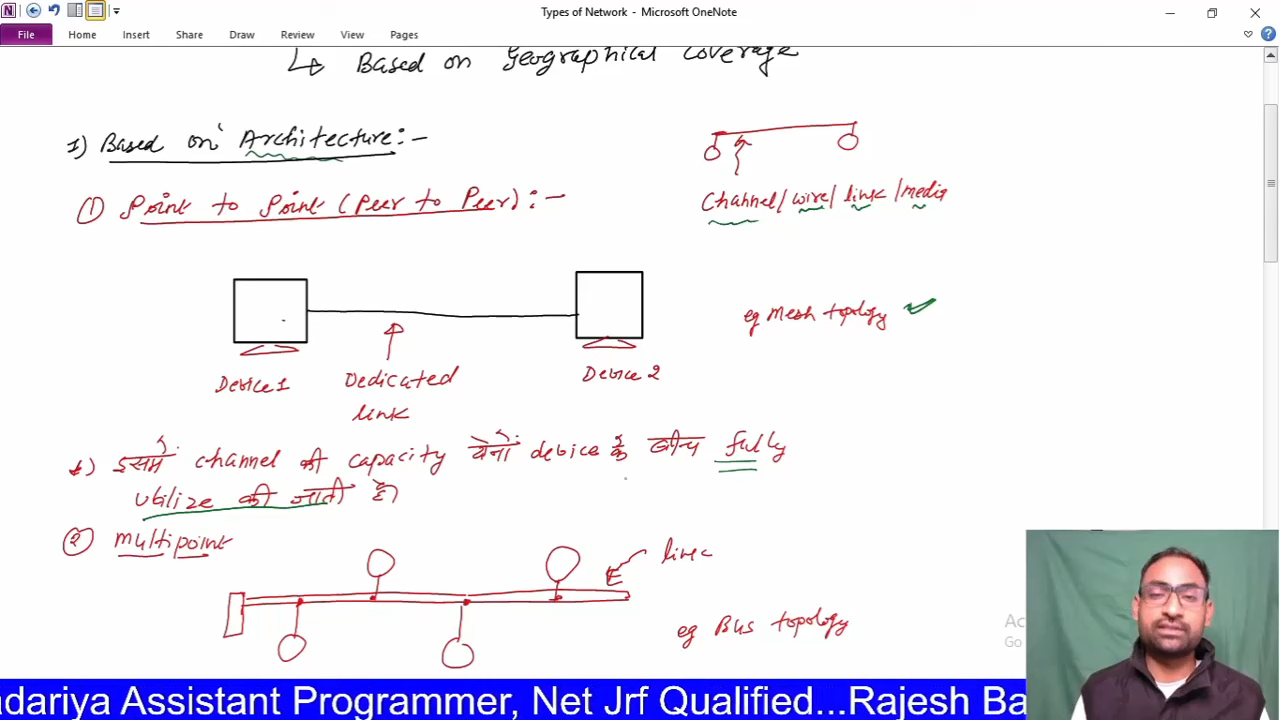 Types of Network - Microsoft OneNote
File Home Insert Share Draw View Pages
↳ Based on Geographical Coverage
1) Based on Architecture:-
① Point to Point (Peer to Peer):-
Channel/wire/link/media
eg Mesh topology ✓
Device 1
Dedicated link
Device 2
इसमें channel की capacity दोनों device के बीच fully
utilize की जाती है।
② multipoint
link
eg Bus topology
Ac
Go
adariya Assistant Programmer, Net Jrf Qualified...Rajesh Ba